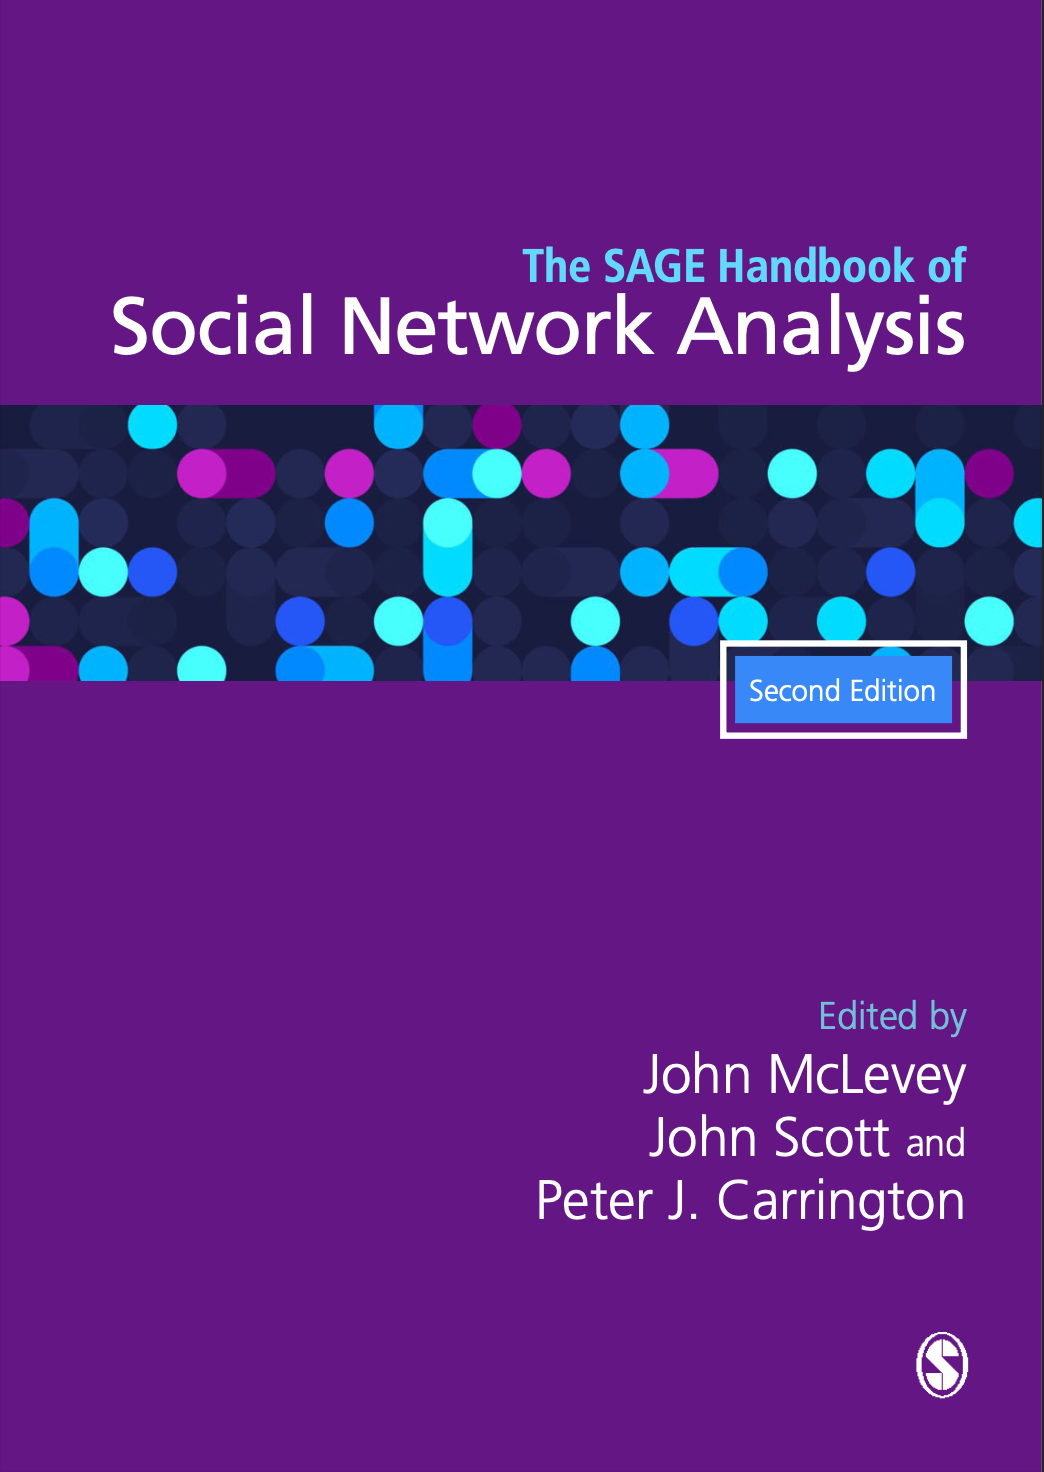 The SAGE Handbook of
Social Network Analysis
Second Edition
Edited by
John McLevey
John Scott and
Peter J. Carrington
S